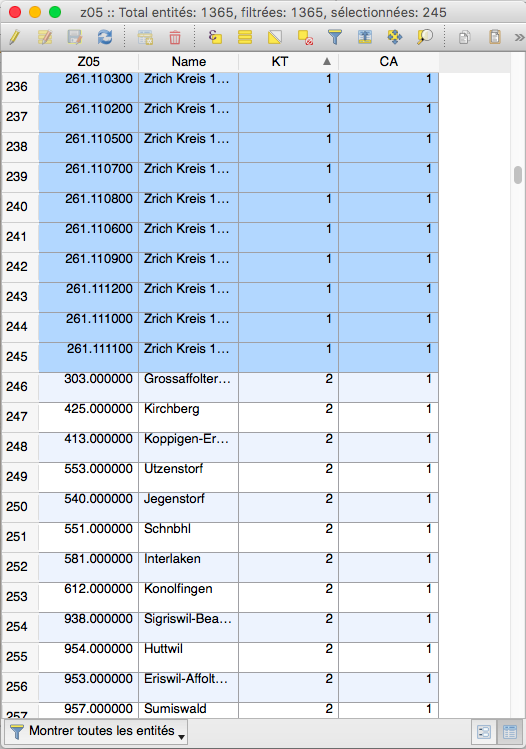 z05 :: Total entités: 1365, filtrées: 1365, sélectionnées: 245
Z05 Name KT CA
236 261.110300 Zrich Kreis 1… 1 1
237 261.110200 Zrich Kreis 1… 1 1
238 261.110500 Zrich Kreis 1… 1 1
239 261.110700 Zrich Kreis 1… 1 1
240 261.110800 Zrich Kreis 1… 1 1
241 261.110600 Zrich Kreis 1… 1 1
242 261.110900 Zrich Kreis 1… 1 1
243 261.111200 Zrich Kreis 1… 1 1
244 261.111000 Zrich Kreis 1… 1 1
245 261.111100 Zrich Kreis 1… 1 1
246 303.000000 Grossaffolter… 2 1
247 425.000000 Kirchberg 2 1
248 413.000000 Koppigen-Er… 2 1
249 553.000000 Utzenstorf 2 1
250 540.000000 Jegenstorf 2 1
251 551.000000 Schnbhl 2 1
252 581.000000 Interlaken 2 1
253 612.000000 Konolfingen 2 1
254 938.000000 Sigriswil-Bea… 2 1
255 954.000000 Huttwil 2 1
256 953.000000 Eriswil-Affolt… 2 1
257 957.000000 Sumiswald 2 1
Montrer toutes les entités